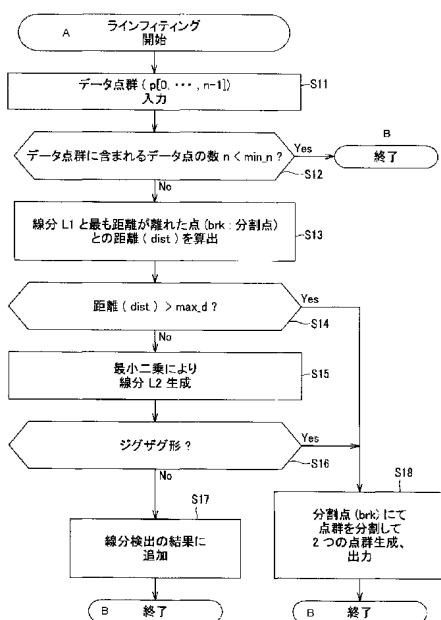 A
ラインフィティング
開始
データ点群 ( p[0, ･･･ , n-1])
入力
S11
データ点群に含まれるデータ点の数 n < min_n ?
Yes
S12
B
終了
No
線分 L1 と最も距離が離れた点 (brk : 分割点)
との距離 ( dist ) を算出
S13
距離 ( dist ) > max_d ?
Yes
S14
No
最小二乗により
線分 L2 生成
S15
ジグザグ形 ?
Yes
S16
No
S17
線分検出の結果に
追加
S18
分割点 (brk) にて
点群を分割して
2 つの点群生成、
出力
B 終了
B 終了